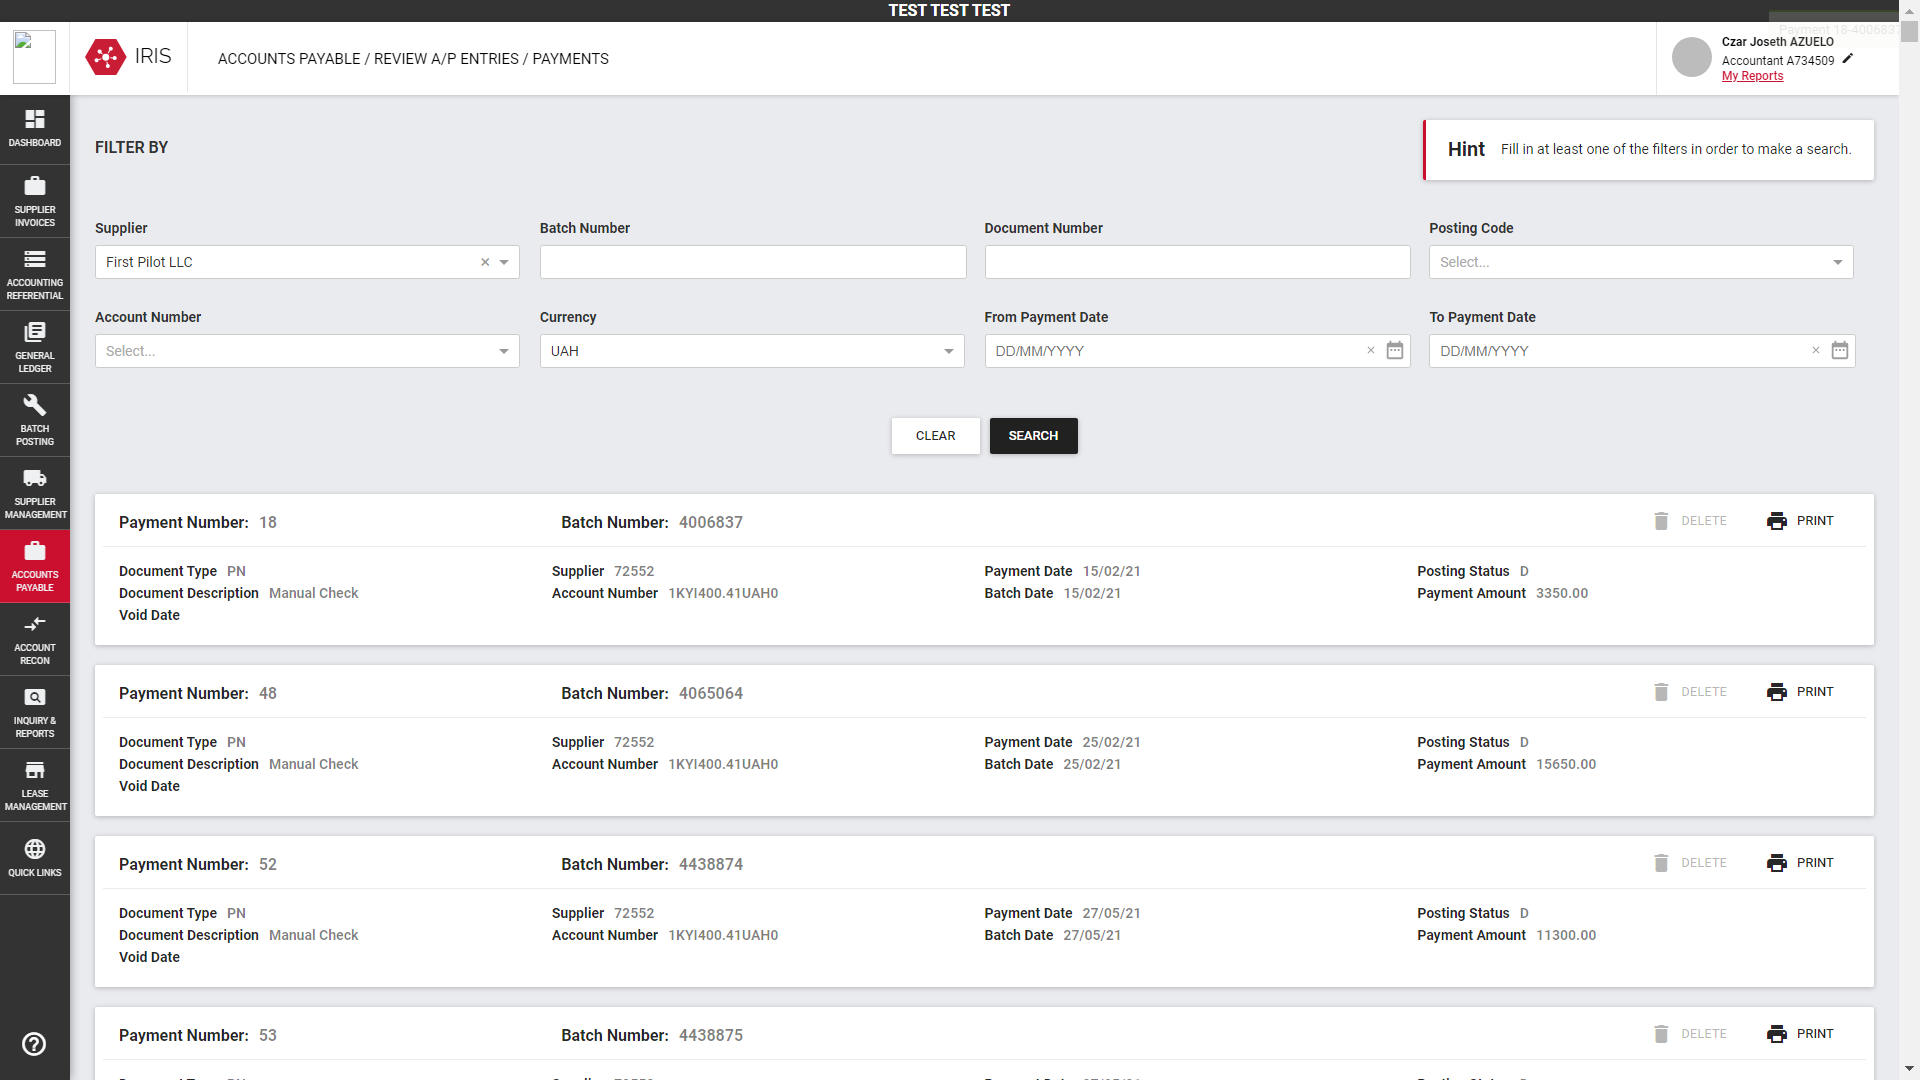 TEST TEST TEST
Payment 18-4006837
IRIS
ACCOUNTS PAYABLE / REVIEW A/P ENTRIES / PAYMENTS
Czar Joseth AZUELO
Accountant A734509
My Reports
DASHBOARD
SUPPLIER
INVOICES
ACCOUNTING
REFERENTIAL
GENERAL
LEDGER
BATCH
POSTING
SUPPLIER
MANAGEMENT
ACCOUNTS
PAYABLE
ACCOUNT
RECON
INQUIRY &
REPORTS
LEASE
MANAGEMENT
QUICK LINKS
FILTER BY
Hint Fill in at least one of the filters in order to make a search.
Supplier Batch Number Document Number Posting Code
First Pilot LLC Select...
Account Number Currency From Payment Date To Payment Date
Select... UAH DD/MM/YYYY DD/MM/YYYY
CLEAR SEARCH
Payment Number: 18 Batch Number: 4006837 DELETE PRINT
Document Type PN Supplier 72552 Payment Date 15/02/21 Posting Status D
Document Description Manual Check Account Number 1KYI400.41UAH0 Batch Date 15/02/21 Payment Amount 3350.00
Void Date
Payment Number: 48 Batch Number: 4065064 DELETE PRINT
Document Type PN Supplier 72552 Payment Date 25/02/21 Posting Status D
Document Description Manual Check Account Number 1KYI400.41UAH0 Batch Date 25/02/21 Payment Amount 15650.00
Void Date
Payment Number: 52 Batch Number: 4438874 DELETE PRINT
Document Type PN Supplier 72552 Payment Date 27/05/21 Posting Status D
Document Description Manual Check Account Number 1KYI400.41UAH0 Batch Date 27/05/21 Payment Amount 11300.00
Void Date
Payment Number: 53 Batch Number: 4438875 DELETE PRINT